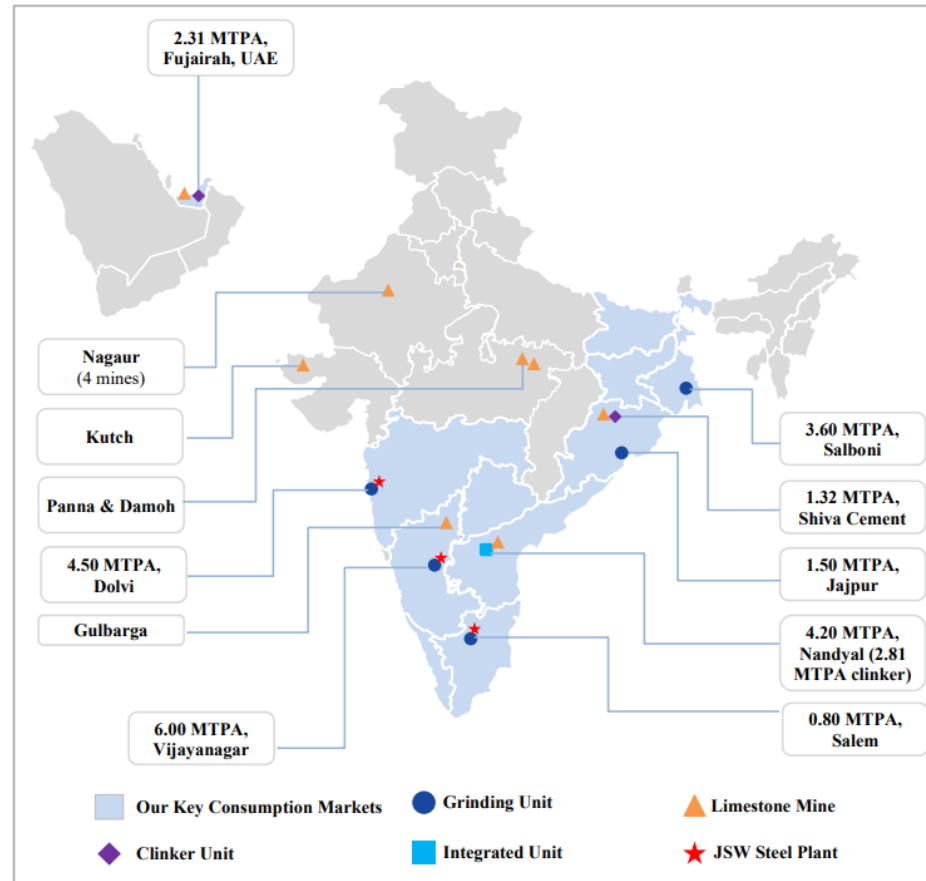 2.31 MTPA,
Fujairah, UAE
Nagaur
(4 mines)
Kutch
Panna & Damoh
4.50 MTPA,
Dolvi
Gulbarga
6.00 MTPA,
Vijayanagar
3.60 MTPA,
Salboni
1.32 MTPA,
Shiva Cement
1.50 MTPA,
Jajpur
4.20 MTPA,
Nandyal (2.81
MTPA clinker)
0.80 MTPA,
Salem
Our Key Consumption Markets
Grinding Unit
Limestone Mine
Clinker Unit
Integrated Unit
JSW Steel Plant